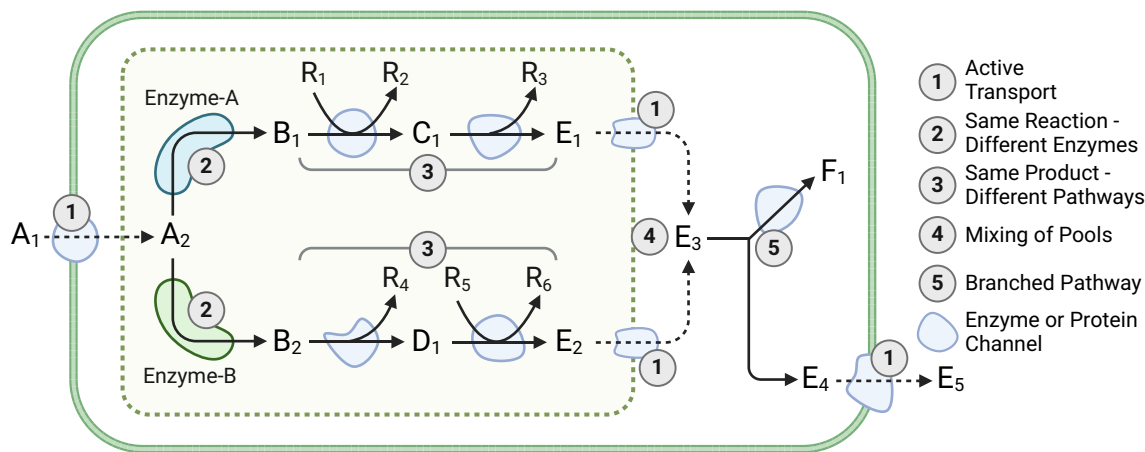 R₁ R₂ R₃
Enzyme-A
1
B₁ C₁ E₁
2
3
1
A₁ A₂
4 E₃
F₁
5
3
R₄ R₅ R₆
2
B₂ D₁ E₂
Enzyme-B
1
1
E₄ E₅
1 Active
Transport
2 Same Reaction -
Different Enzymes
3 Same Product -
Different Pathways
4 Mixing of Pools
5 Branched Pathway
Enzyme or Protein
Channel